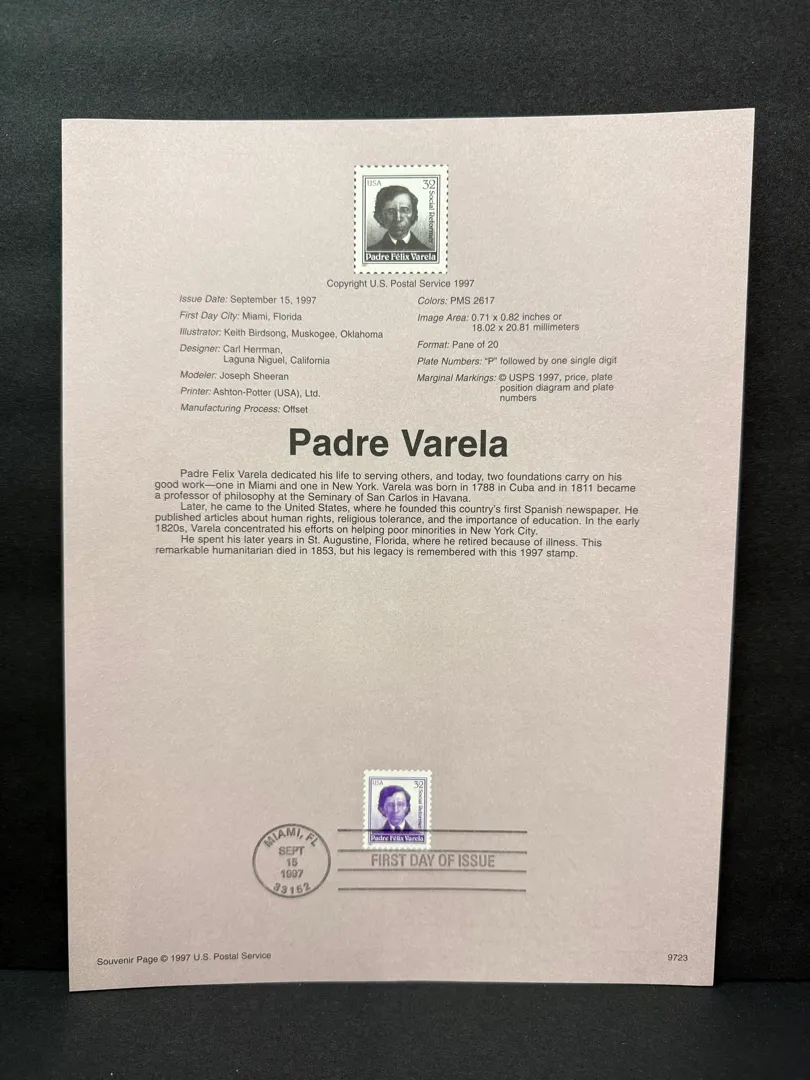 USA 32
Social Reformer
Padre Félix Varela
Copyright U.S. Postal Service 1997
Issue Date: September 15, 1997
First Day City: Miami, Florida
Illustrator: Keith Birdsong, Muskogee, Oklahoma
Designer: Carl Herrman,
Laguna Niguel, California
Modeler: Joseph Sheeran
Printer: Ashton-Potter (USA), Ltd.
Manufacturing Process: Offset
Colors: PMS 2617
Image Area: 0.71 x 0.82 inches or
18.02 x 20.81 millimeters
Format: Pane of 20
Plate Numbers: “P” followed by one single digit
Marginal Markings: © USPS 1997, price, plate
position diagram and plate
numbers
Padre Varela
Padre Felix Varela dedicated his life to serving others, and today, two foundations carry on his
good work—one in Miami and one in New York. Varela was born in 1788 in Cuba and in 1811 became
a professor of philosophy at the Seminary of San Carlos in Havana.
Later, he came to the United States, where he founded this country's first Spanish newspaper. He
published articles about human rights, religious tolerance, and the importance of education. In the early
1820s, Varela concentrated his efforts on helping poor minorities in New York City.
He spent his later years in St. Augustine, Florida, where he retired because of illness. This
remarkable humanitarian died in 1853, but his legacy is remembered with this 1997 stamp.
USA 32
Social Reformer
Padre Félix Varela
MIAMI, FL
SEPT
15
1997
33152
FIRST DAY OF ISSUE
Souvenir Page © 1997 U.S. Postal Service
9723